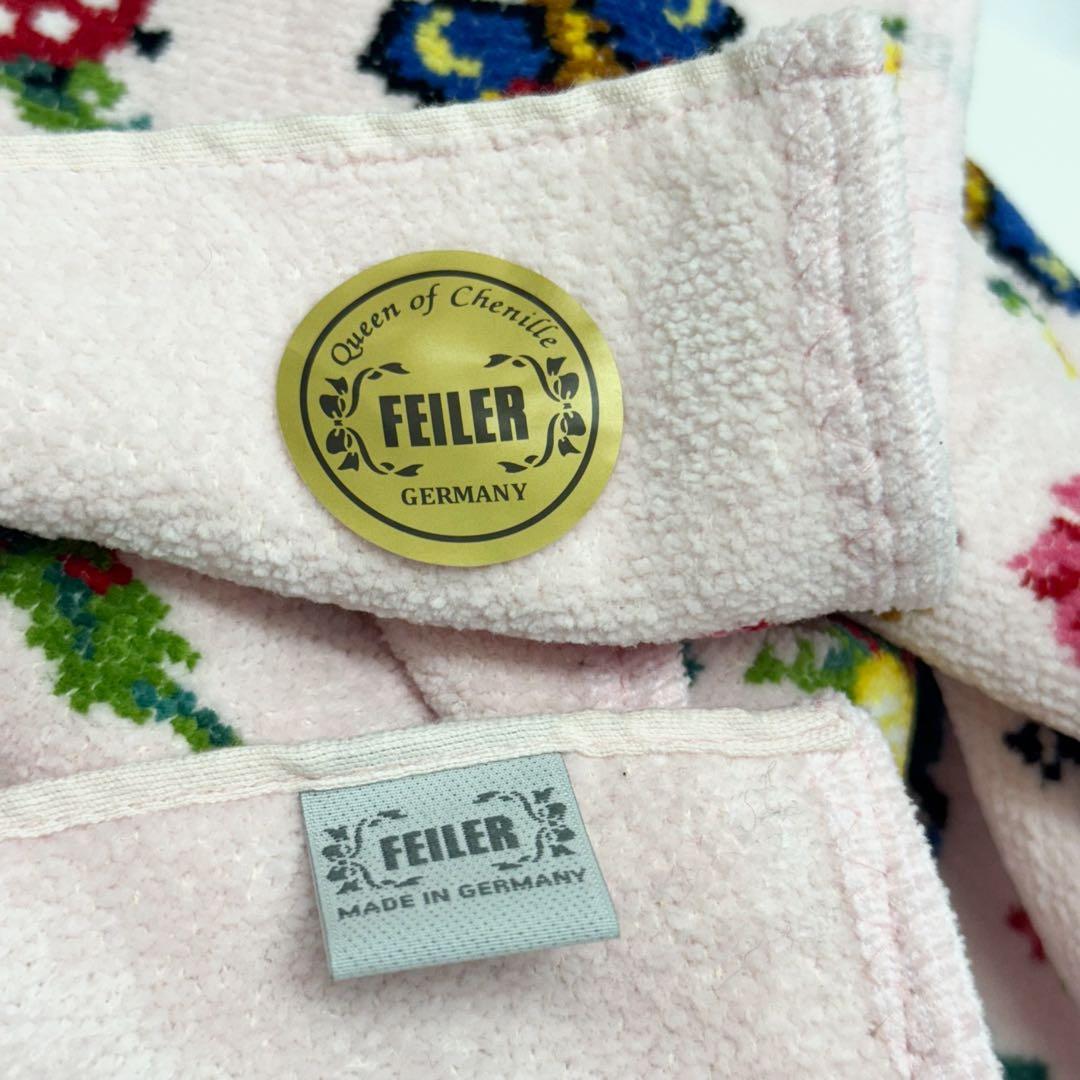 Queen of Chenille
FEILER
GERMANY
FEILER
MADE IN GERMANY